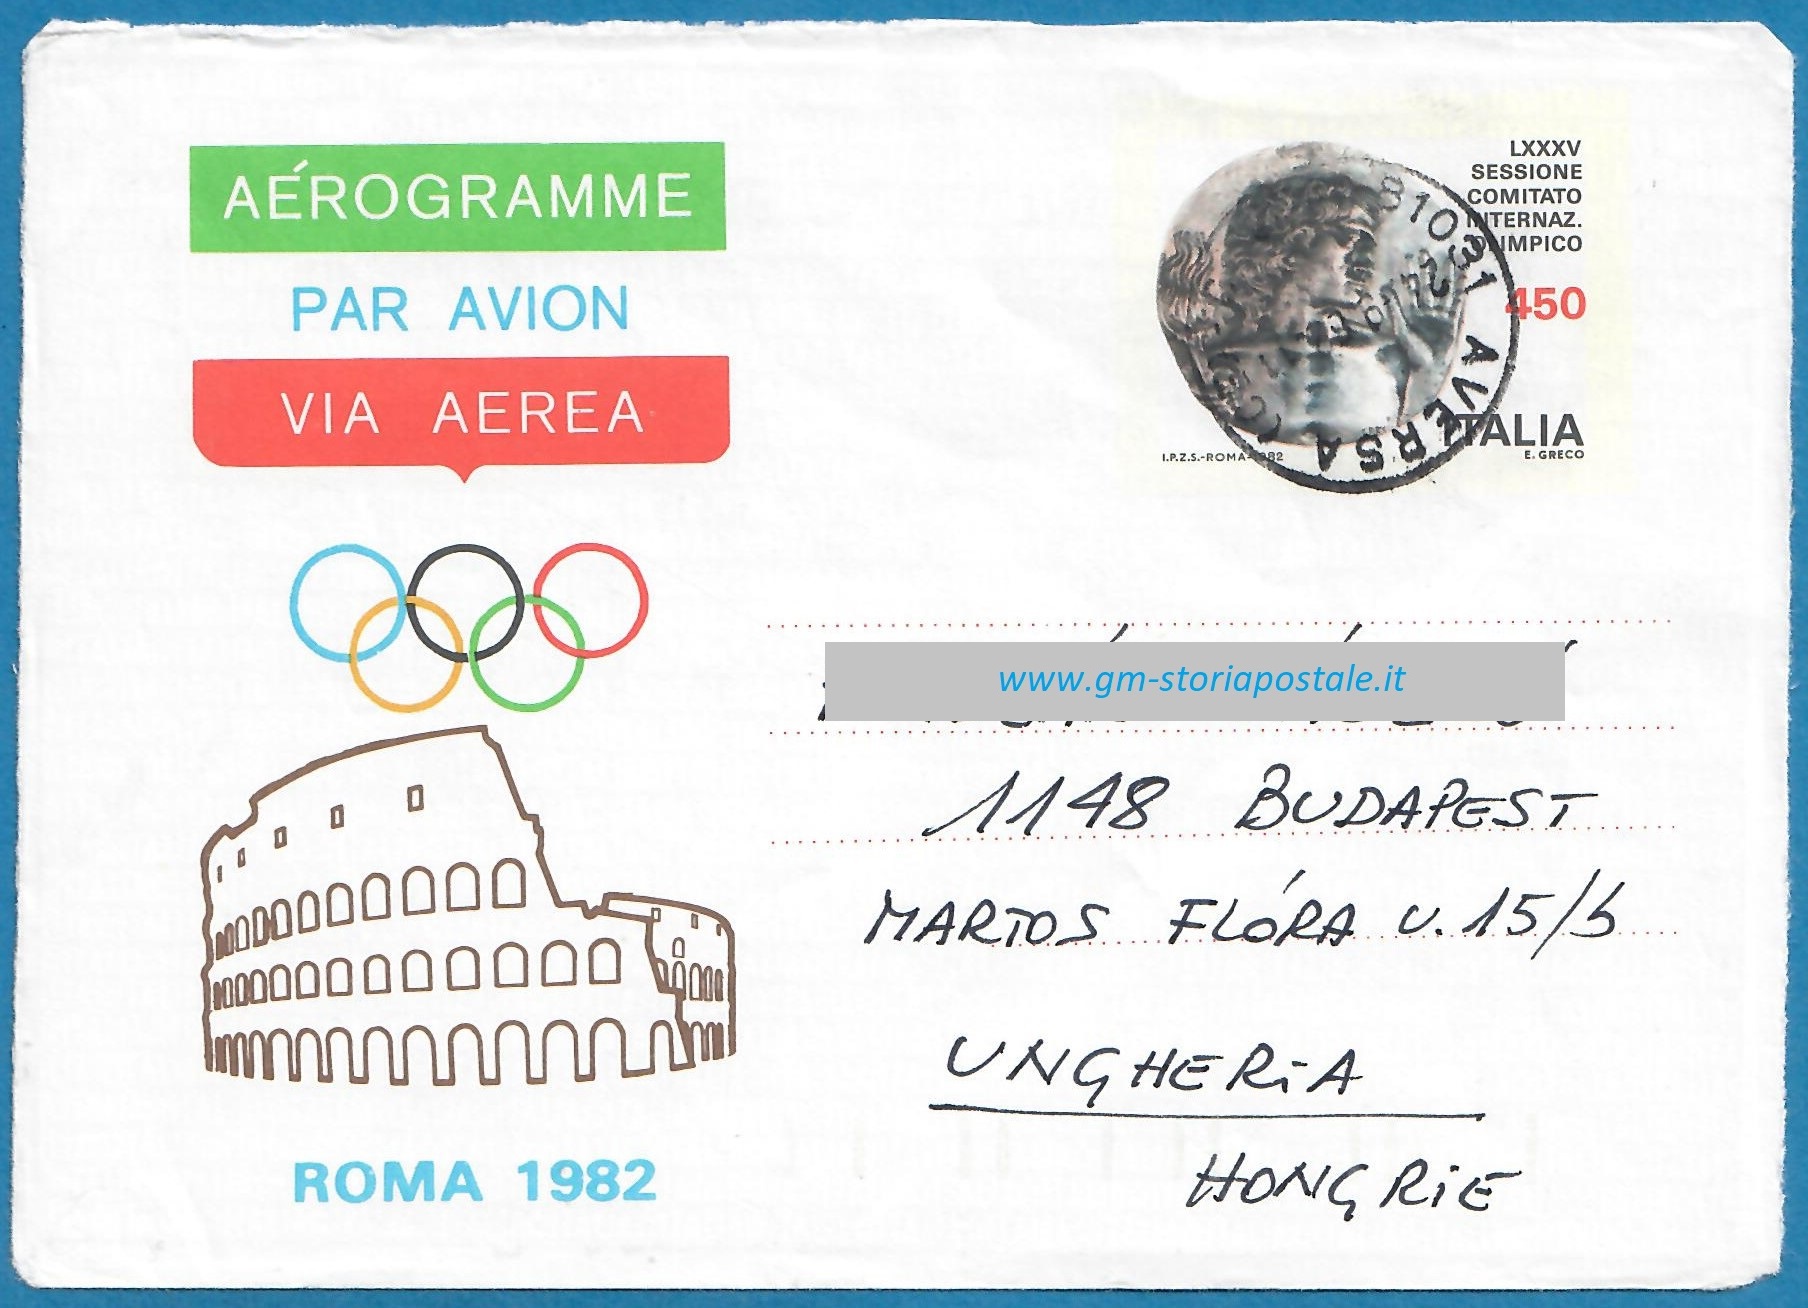 AÉROGRAMME
PAR AVION
VIA AEREA
LXXXV
SESSIONE
COMITATO
INTERNAZ.
OLIMPICO
450
ITALIA
E. GRECO
I.P.Z.S.-ROMA-1982
81031 AVERSA
www.gm-storiapostale.it
1148 BUDAPEST
MARTOS FLÓRA U. 15/b
UNGHERiA
HONGRiE
ROMA 1982